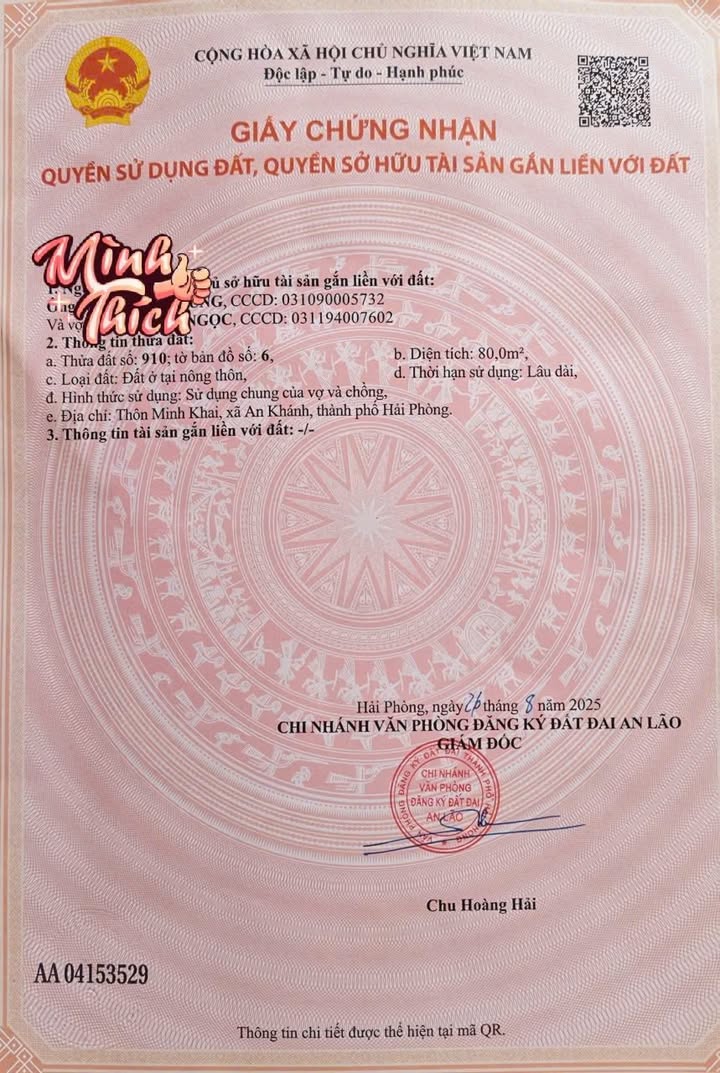 CỘNG HÒA XÃ HỘI CHỦ NGHĨA VIỆT NAM
Độc lập - Tự do - Hạnh phúc
GIẤY CHỨNG NHẬN
QUYỀN SỬ DỤNG ĐẤT, QUYỀN SỞ HỮU TÀI SẢN GẮN LIỀN VỚI ĐẤT
Mình
Thích
sở hữu tài sản gắn liền với đất:
CCCD: 031090005732
Và NGỌC, CCCD: 031194007602
2. Thông tin thửa đất:
a. Thửa đất số: 910; tờ bản đồ số: 6, b. Diện tích: 80,0m²,
c. Loại đất: Đất ở tại nông thôn, d. Thời hạn sử dụng: Lâu dài,
đ. Hình thức sử dụng: Sử dụng chung của vợ và chồng,
e. Địa chỉ: Thôn Minh Khai, xã An Khánh, thành phố Hải Phòng.
3. Thông tin tài sản gắn liền với đất: -/-
Hải Phòng, ngày 26 tháng 8 năm 2025
CHI NHÁNH VĂN PHÒNG ĐĂNG KÝ ĐẤT ĐAI AN LÃO
GIÁM ĐỐC
CHI NHÁNH
VĂN PHÒNG
ĐĂNG KÝ ĐẤT ĐAI
AN LÃO
Chu Hoàng Hải
AA 04153529
Thông tin chi tiết được thể hiện tại mã QR.